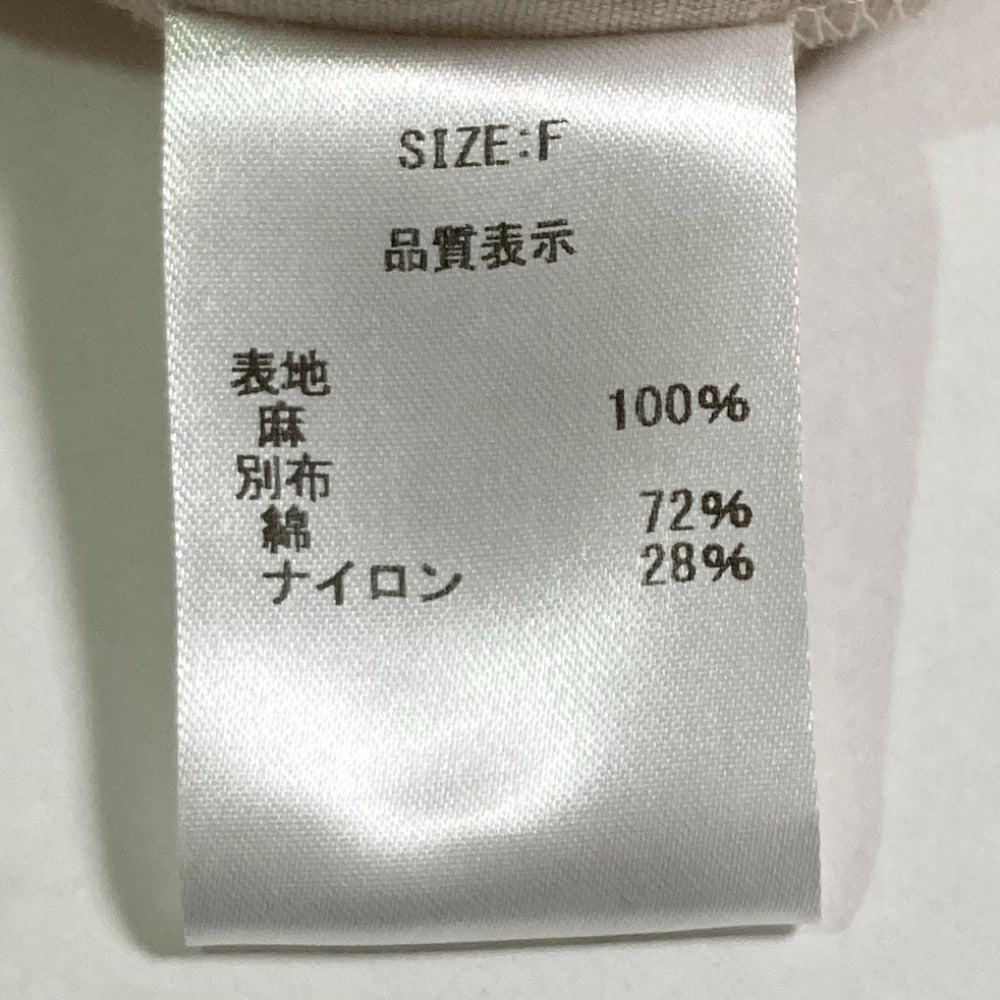 SIZE:F
品質表示
表地
麻 100%
別布
綿 72%
ナイロン 28%